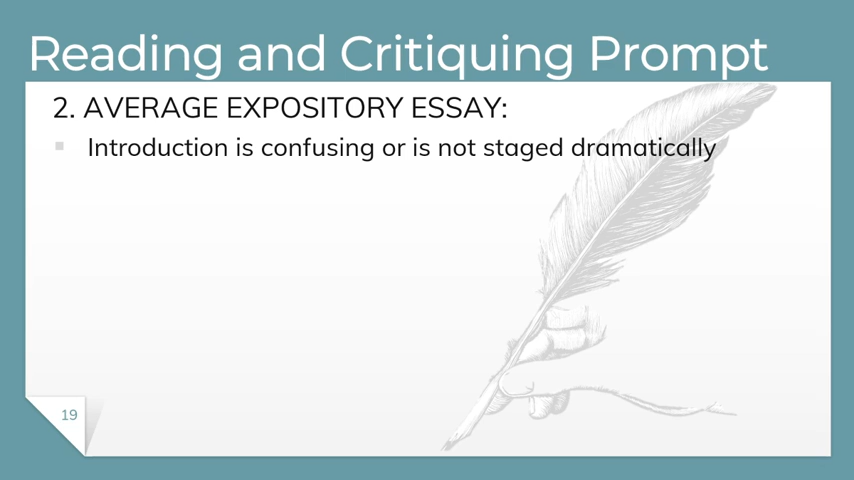 Reading and Critiquing Prompt
2. AVERAGE EXPOSITORY ESSAY:
Introduction is confusing or is not staged dramatically
19